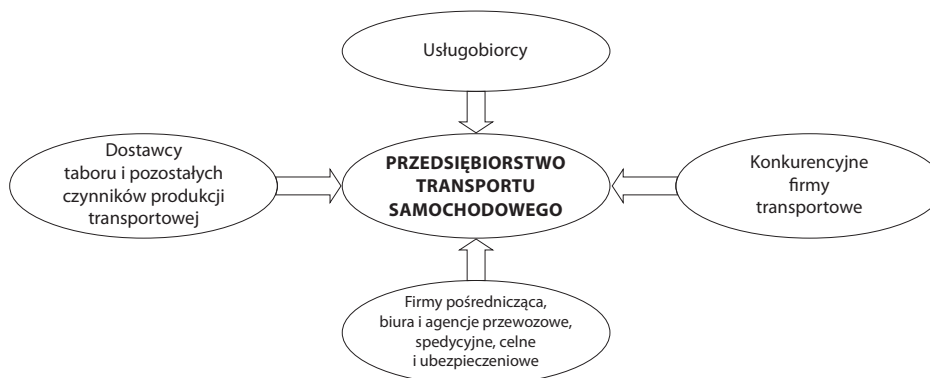 Usługobiorcy
Dostawcy
taboru i pozostałych
czynników produkcji
transportowej
PRZEDSIĘBIORSTWO
TRANSPORTU
SAMOCHODOWEGO
Konkurencyjne
firmy
transportowe
Firmy pośrednicząca,
biura i agencje przewozowe,
spedycyjne, celne
i ubezpieczeniowe